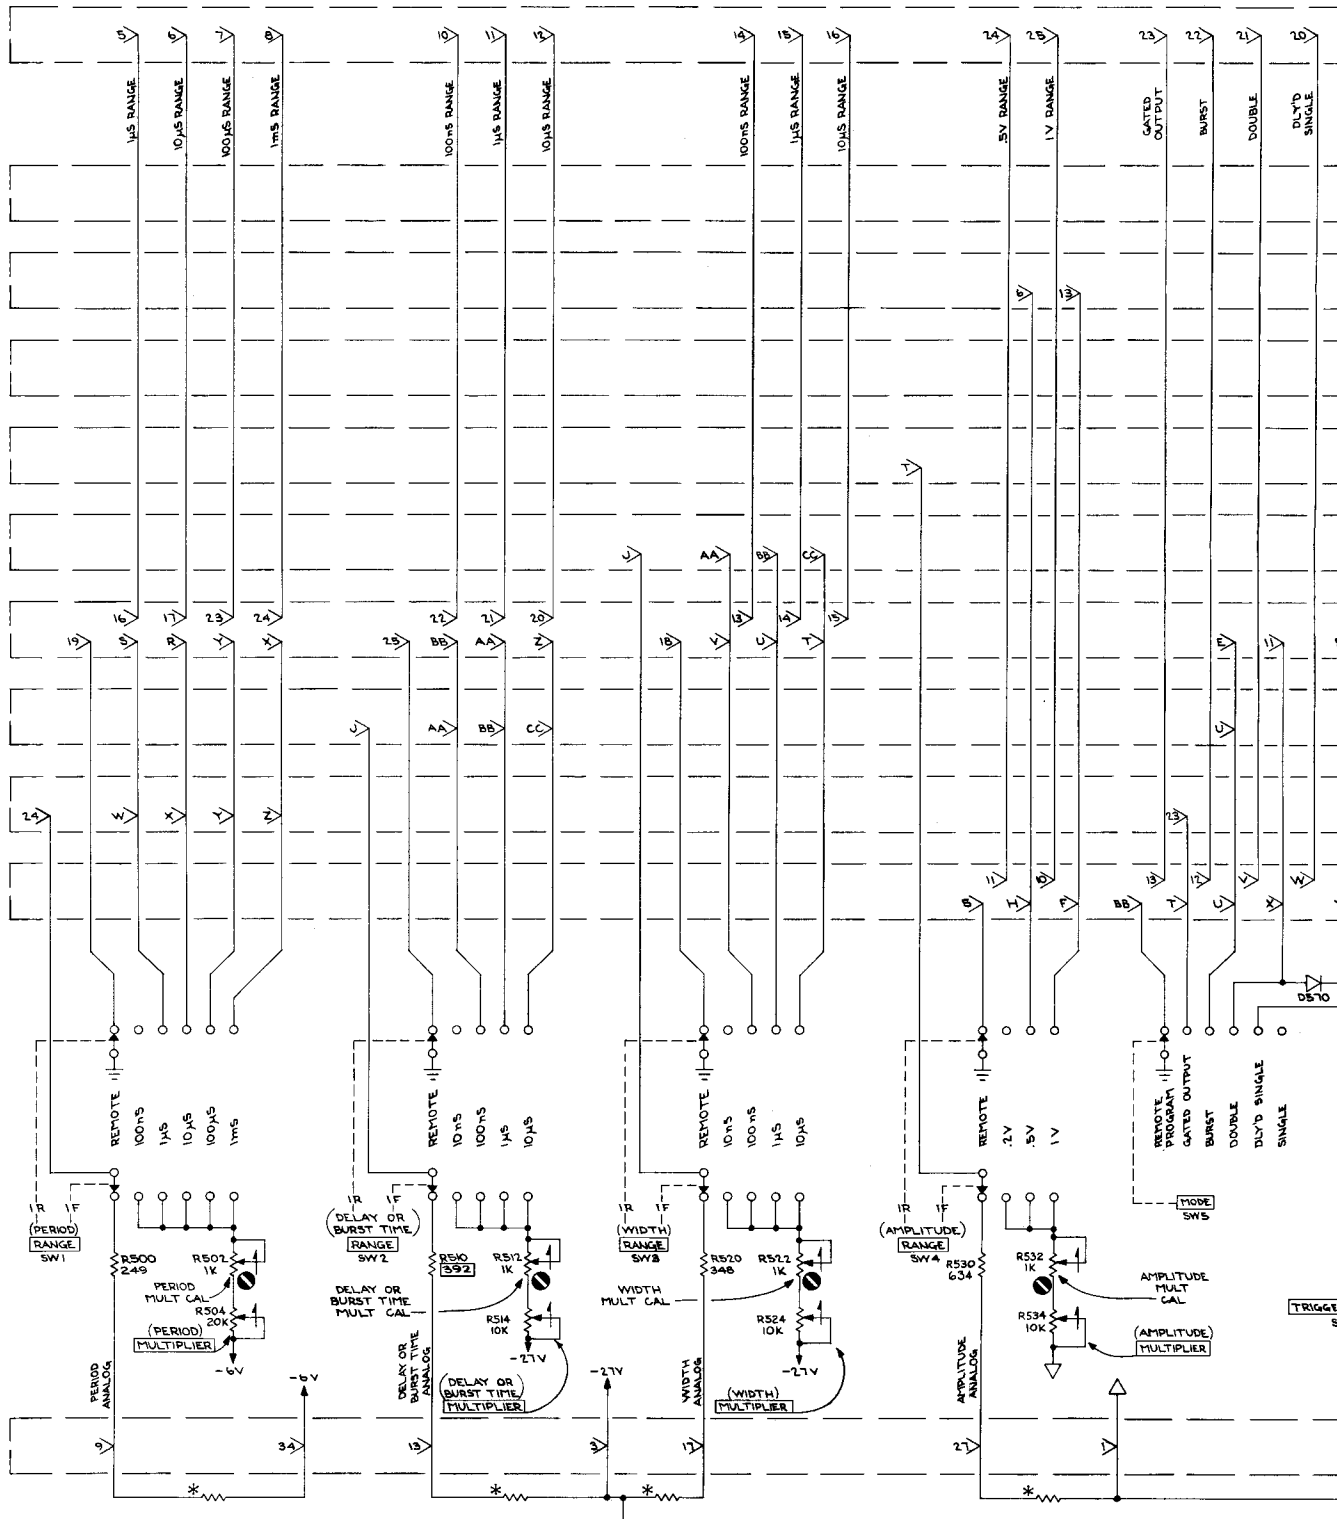 5 6 7 8 10 11 12 14 15 16 24 25 23 22 21 20
1µS RANGE
10µS RANGE
100µS RANGE
1mS RANGE
100nS RANGE
1µS RANGE
10µS RANGE
100nS RANGE
1µS RANGE
10µS RANGE
.5V RANGE
1V RANGE
GATED
OUTPUT
BURST
DOUBLE
DLY'D
SINGLE
6 13
T
J AA BB CC
16 17 23 24 22 21 20 13 14 15
19 S R Y X 25 BB AA Z 18 V U T E 11
J AA BB CC C
24 W X Y Z 23
11 10 13 12 V W
B H F BB T U X
D570
REMOTE
100nS
1µS
10µS
100µS
1mS
REMOTE
10nS
100nS
1µS
10µS
REMOTE
10nS
100nS
1µS
10µS
REMOTE
.2V
.5V
1V
REMOTE
PROGRAM
GATED OUTPUT
BURST
DOUBLE
DLY'D SINGLE
SINGLE
1R 1F
(PERIOD)
RANGE
SW1
R500
249
R502
1K
PERIOD
MULT CAL
R504
20K
(PERIOD)
MULTIPLIER
-6V
PERIOD
ANALOG
-6V
1R 1F
(DELAY OR
BURST TIME)
RANGE
SW2
R510
392
R512
1K
DELAY OR
BURST TIME
MULT CAL
R514
10K
-27V
DELAY OR
BURST TIME
ANALOG
(DELAY OR
BURST TIME)
MULTIPLIER
-27V
1R 1F
(WIDTH)
RANGE
SW3
R520
348
R522
1K
WIDTH
MULT CAL
R524
10K
-27V
WIDTH
ANALOG
(WIDTH)
MULTIPLIER
1R 1F
(AMPLITUDE)
RANGE
SW4
R530
634
R532
1K
AMPLITUDE
MULT
CAL
R534
10K
(AMPLITUDE)
MULTIPLIER
AMPLITUDE
ANALOG
MODE
SW5
TRIGGE
S
9 34 13 3 17 27 1
* * * *